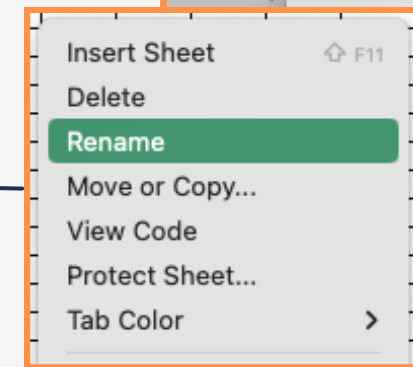 Insert Sheet ⇧ F11
Delete
Rename
Move or Copy...
View Code
Protect Sheet...
Tab Color